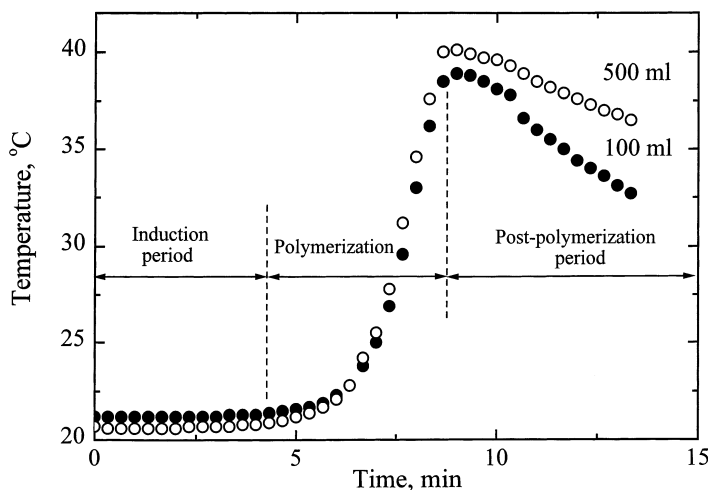 40
500 ml
35
100 ml
Temperature, °C
30
Induction
period
Polymerization
Post-polymerization
period
25
20
0
5
10
15
Time, min